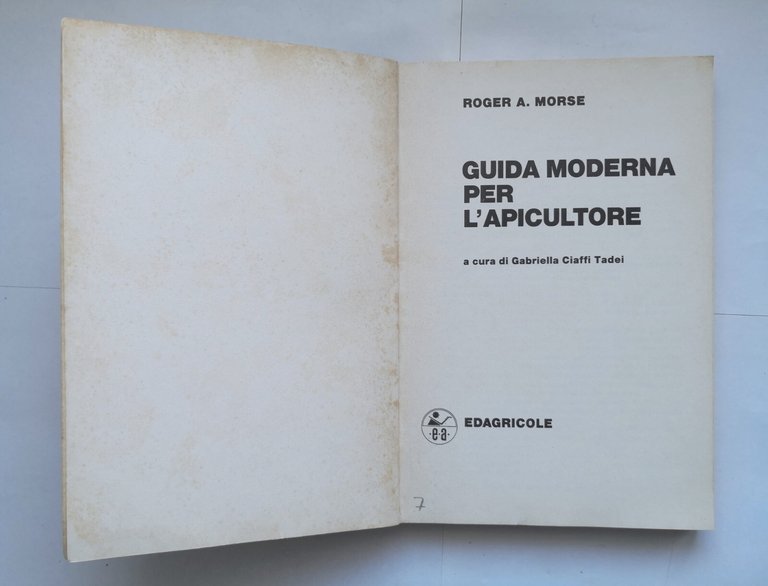 ROGER A. MORSE
GUIDA MODERNA
PER
L'APICULTORE
a cura di Gabriella Ciaffi Tadei
e·a
EDAGRICOLE
7